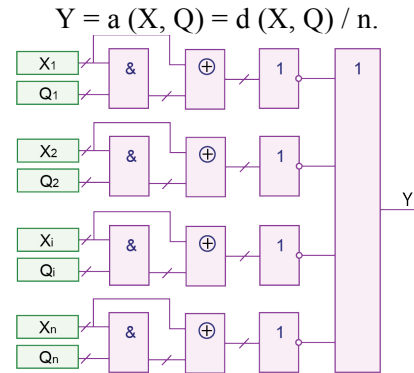 Y = a (X, Q) = d (X, Q) / n.
X1 & ⊕ 1 1
Q1
X2 & ⊕ 1
Q2
Y
Xi & ⊕ 1
Qi
Xn & ⊕ 1
Qn